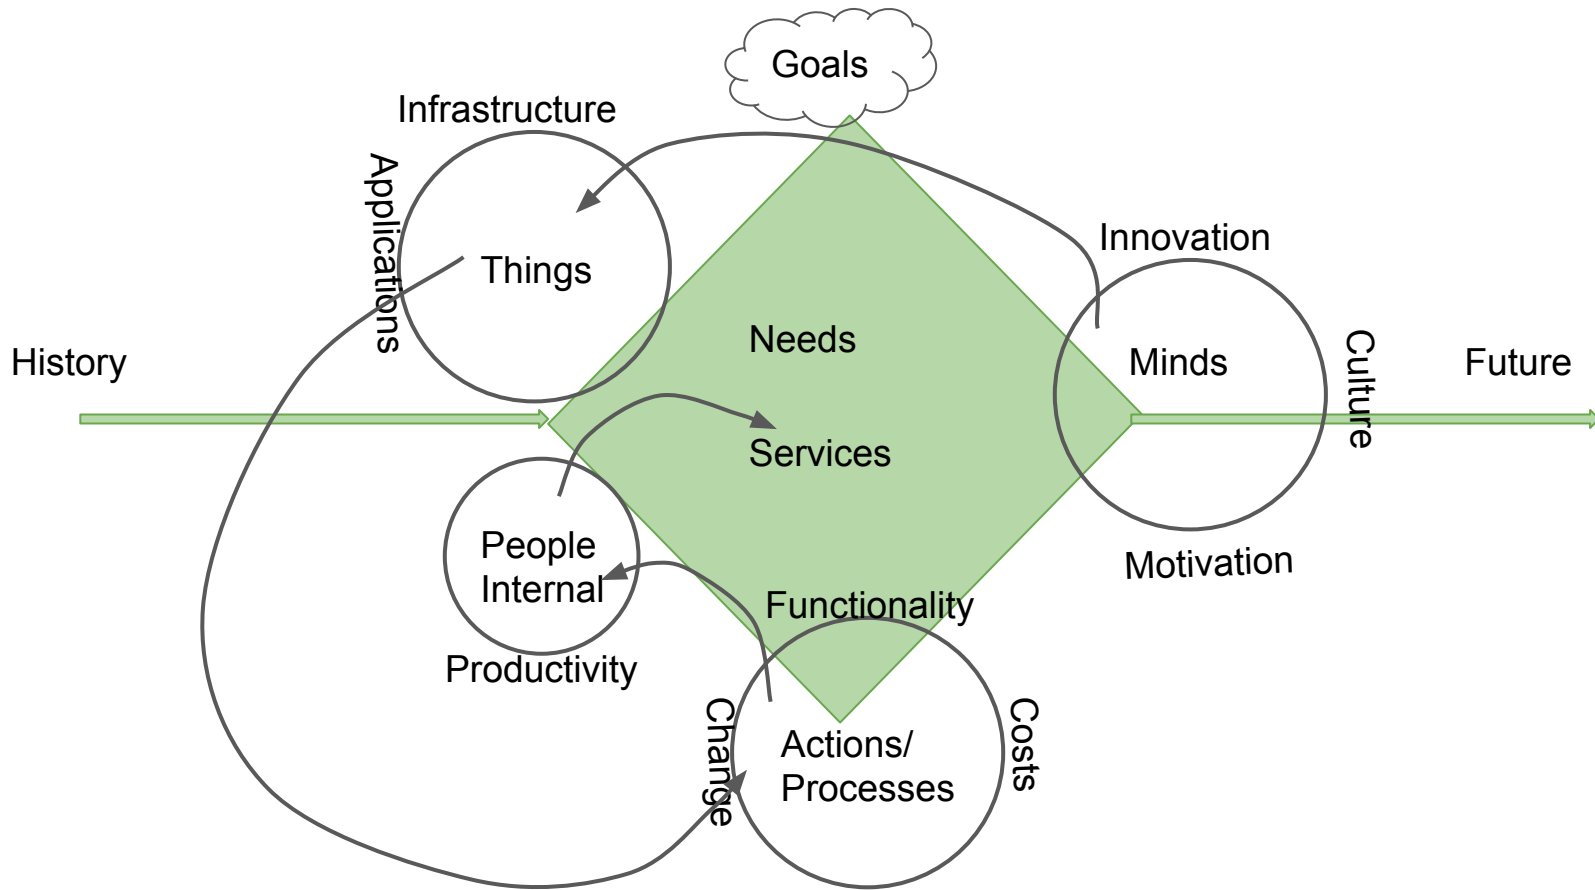 Goals
Infrastructure
Applications
Things
Innovation
Needs
History
Minds
Culture
Future
Services
People
Internal
Motivation
Functionality
Productivity
Change
Costs
Actions/
Processes